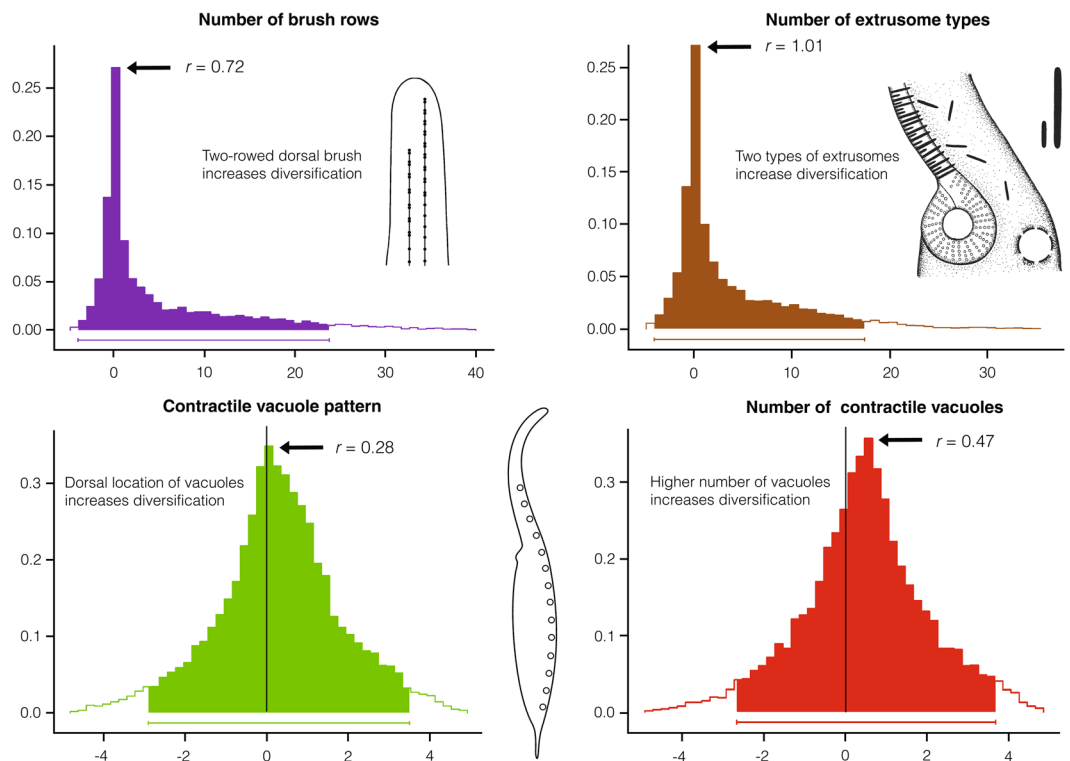 Number of brush rows
r = 0.72
Two-rowed dorsal brush
increases diversification
0.25
0.20
0.15
0.10
0.05
0.00
0 10 20 30 40
Number of extrusome types
r = 1.01
Two types of extrusomes
increase diversification
0.25
0.20
0.15
0.10
0.05
0.00
0 10 20 30
Contractile vacuole pattern
r = 0.28
Dorsal location of vacuoles
increases diversification
0.3
0.2
0.1
0.0
-4 -2 0 2 4
Number of contractile vacuoles
r = 0.47
Higher number of vacuoles
increases diversification
0.3
0.2
0.1
0.0
-4 -2 0 2 4